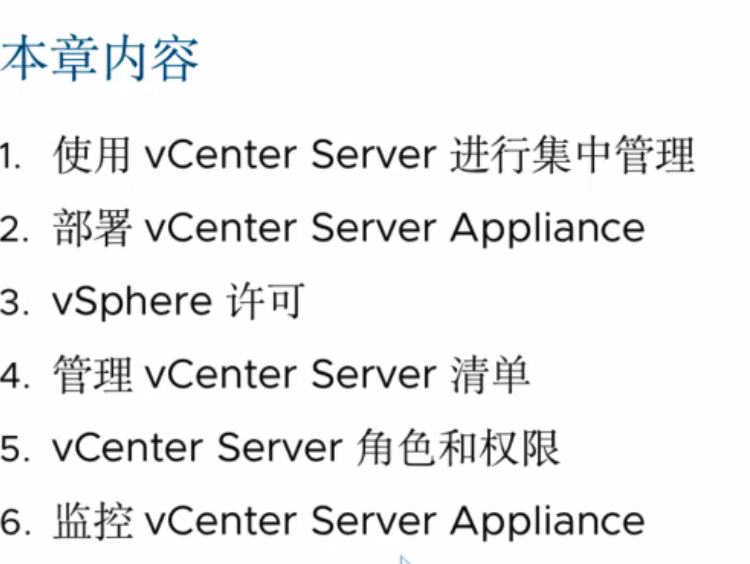 本章内容
1. 使用 vCenter Server 进行集中管理
2. 部署 vCenter Server Appliance
3. vSphere 许可
4. 管理 vCenter Server 清单
5. vCenter Server 角色和权限
6. 监控 vCenter Server Appliance